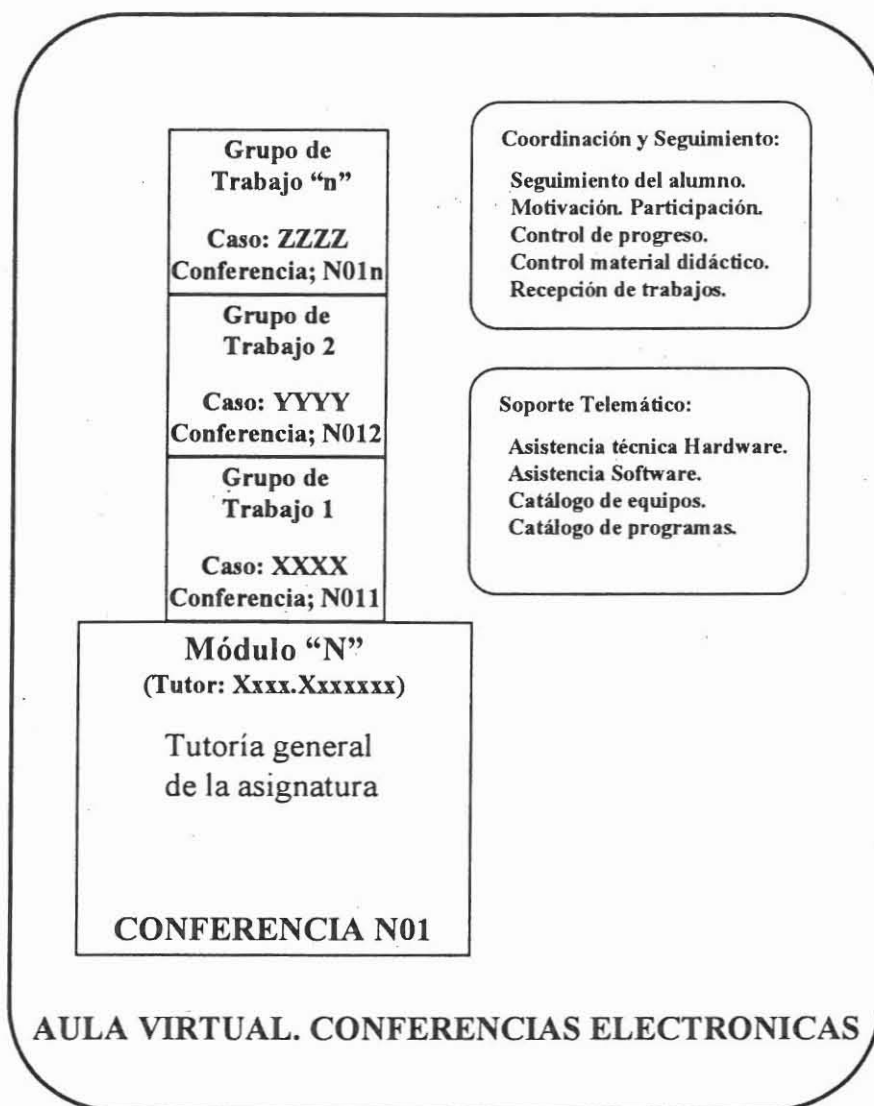 Grupo de
Trabajo “n”
Caso: ZZZZ
Conferencia; N01n
Grupo de
Trabajo 2
Caso: YYYY
Conferencia; N012
Grupo de
Trabajo 1
Caso: XXXX
Conferencia; N011
Módulo “N”
(Tutor: Xxxx.Xxxxxxx)
Tutoría general
de la asignatura
CONFERENCIA N01
Coordinación y Seguimiento:
Seguimiento del alumno.
Motivación. Participación.
Control de progreso.
Control material didáctico.
Recepción de trabajos.
Soporte Telemático:
Asistencia técnica Hardware.
Asistencia Software.
Catálogo de equipos.
Catálogo de programas.
AULA VIRTUAL. CONFERENCIAS ELECTRONICAS